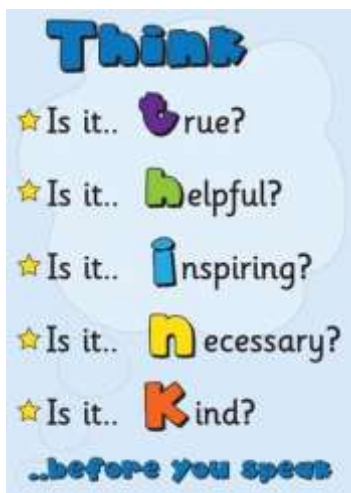 Think
Is it.. true?
Is it.. helpful?
Is it.. inspiring?
Is it.. necessary?
Is it.. Kind?
..before you speak